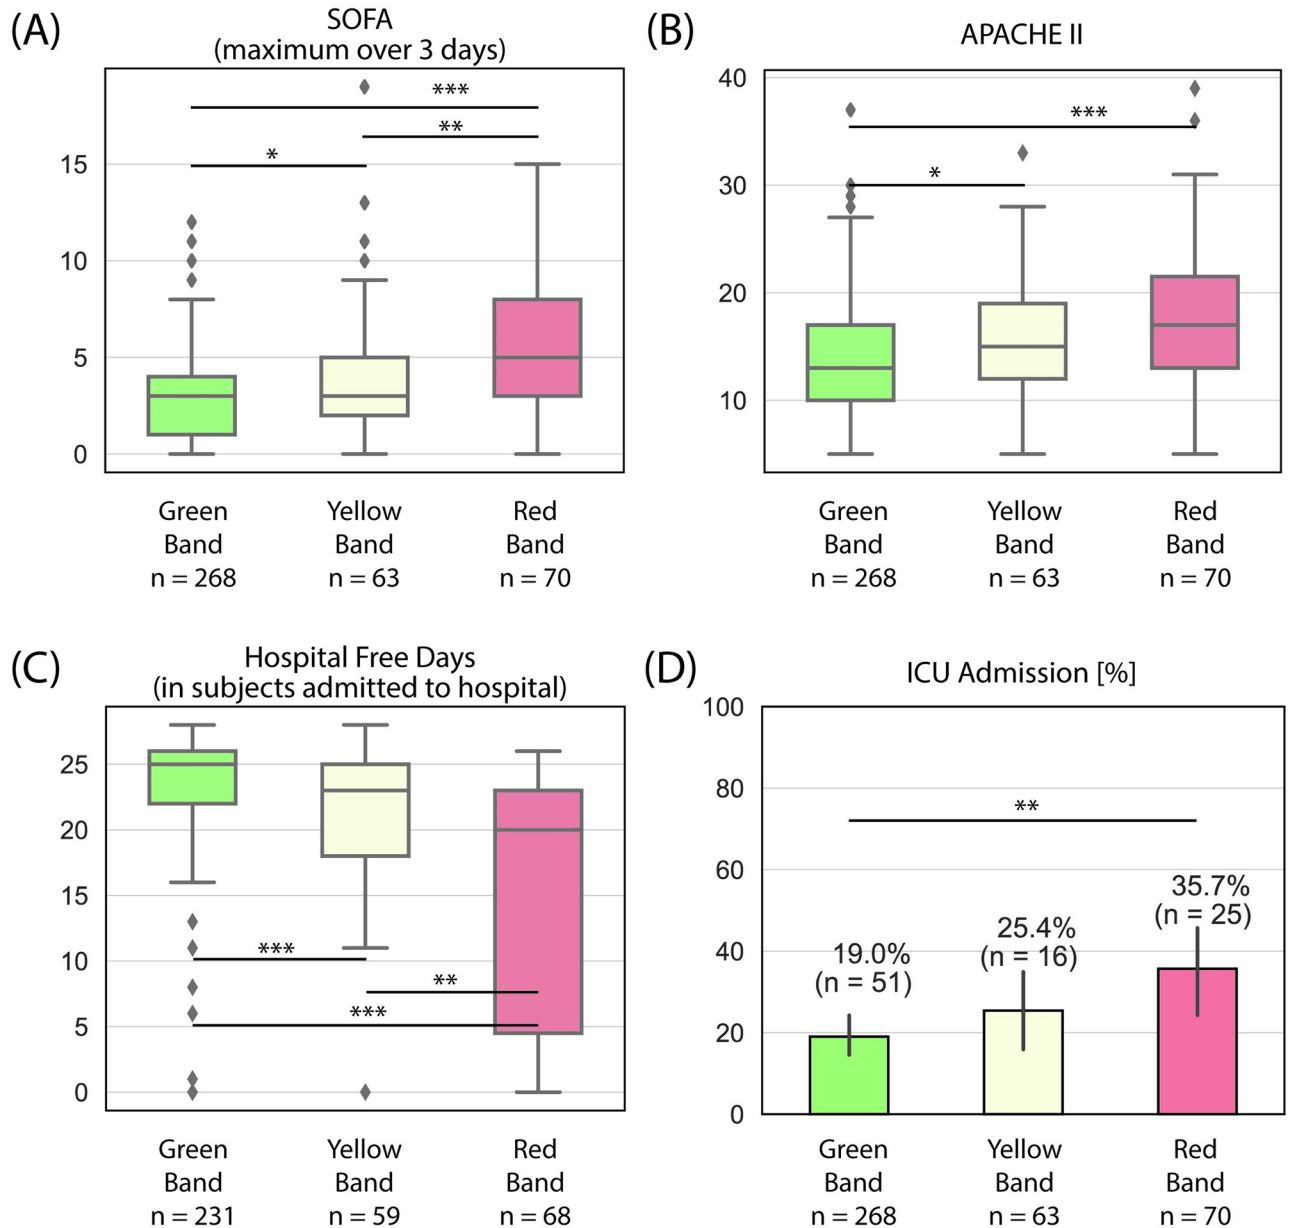 (A)
SOFA
(maximum over 3 days)
***
**
*
15
10
5
0
Green
Band
n = 268
Yellow
Band
n = 63
Red
Band
n = 70
(B)
APACHE II
40
***
*
30
20
10
Green
Band
n = 268
Yellow
Band
n = 63
Red
Band
n = 70
(C)
Hospital Free Days
(in subjects admitted to hospital)
25
20
15
10
5
0
***
**
***
Green
Band
n = 231
Yellow
Band
n = 59
Red
Band
n = 68
(D)
ICU Admission [%]
100
80
60
40
20
0
**
19.0%
(n = 51)
25.4%
(n = 16)
35.7%
(n = 25)
Green
Band
n = 268
Yellow
Band
n = 63
Red
Band
n = 70